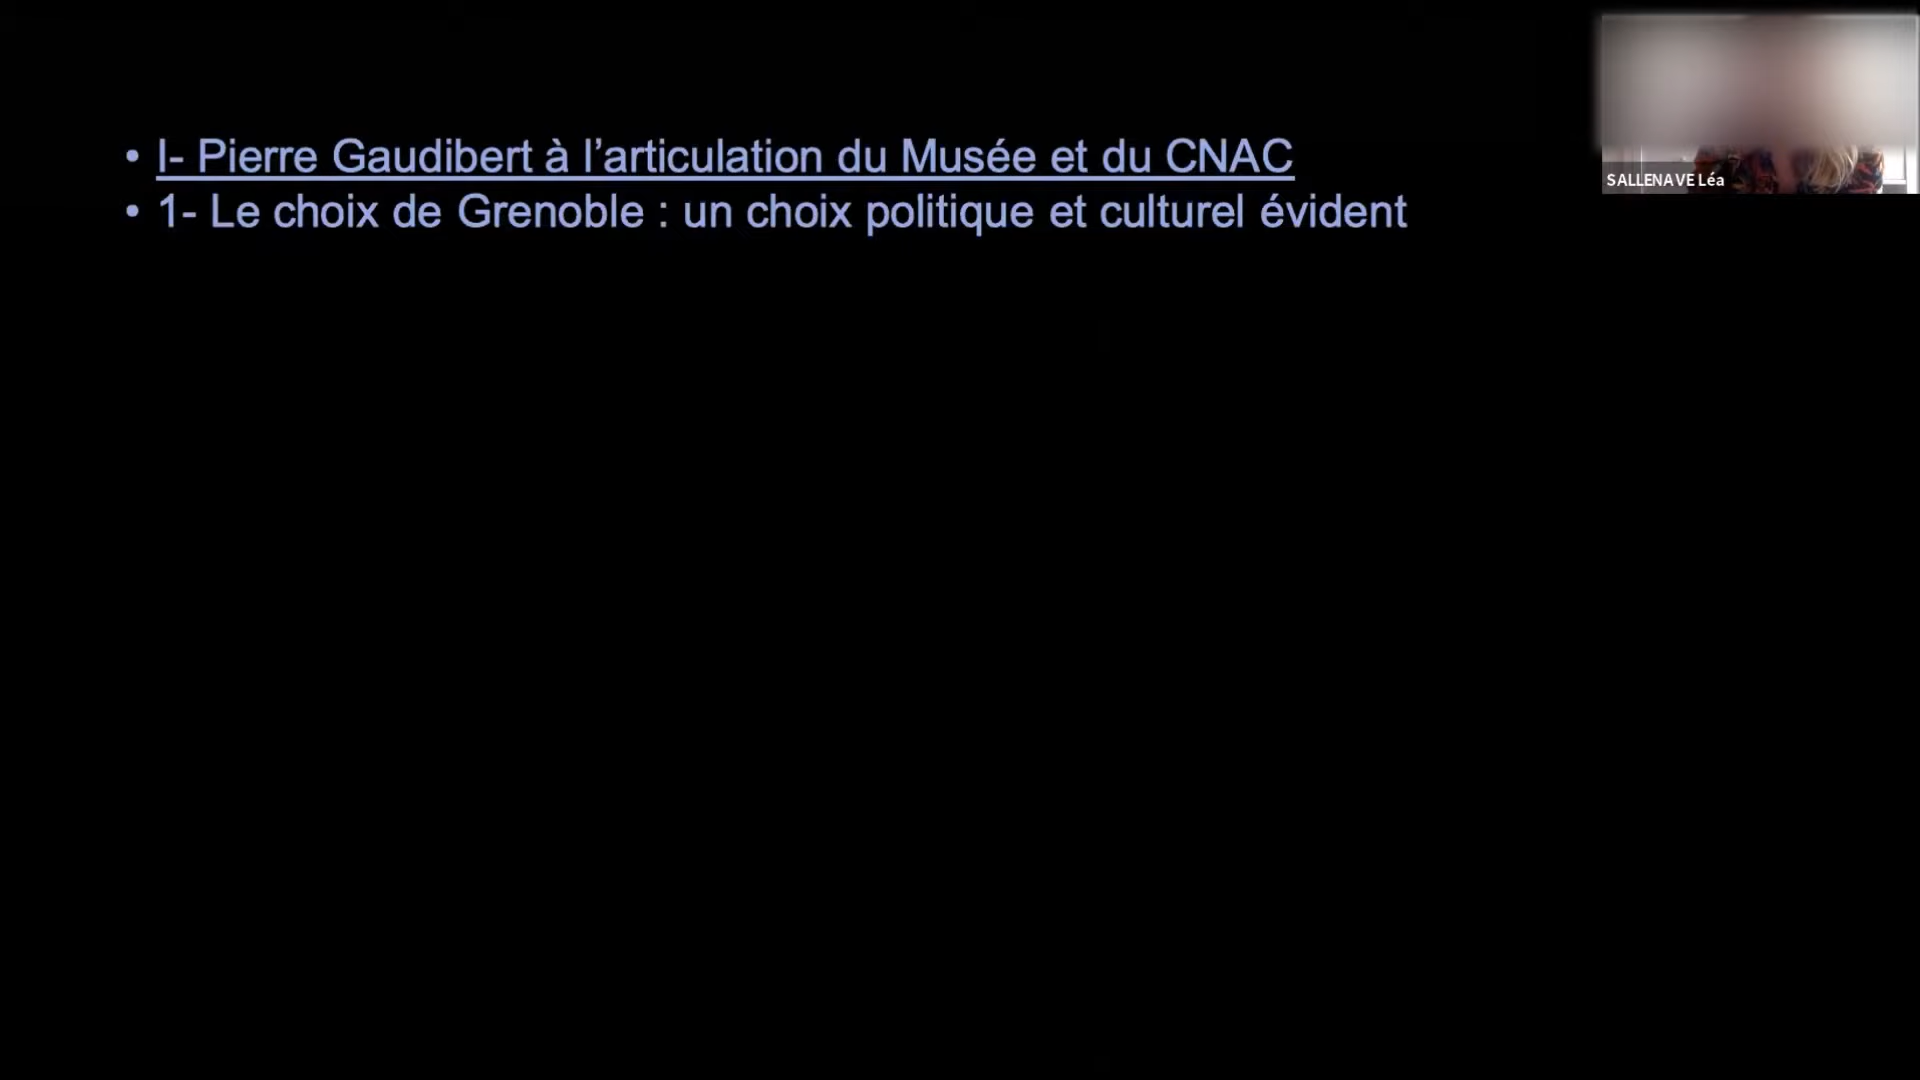 • I- Pierre Gaudibert à l’articulation du Musée et du CNAC
• 1- Le choix de Grenoble : un choix politique et culturel évident
SALLENAVE Léa